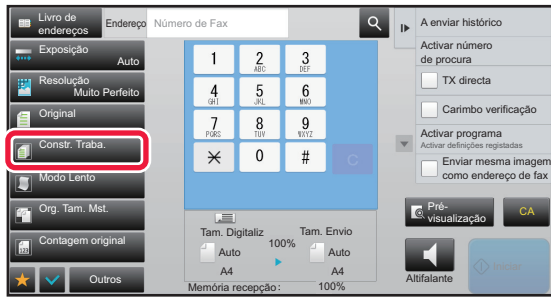 Livro de
endereços
Endereço
Número de Fax
Exposição
Auto
Resolução
Muito Perfeito
Original
Constr. Traba.
Modo Lento
Org. Tam. Mst.
Contagem original
Outros
1
2
ABC
3
DEF
4
GHI
5
JKL
6
MNO
7
PQRS
8
TUV
9
WXYZ
0
#
C
Tam. Digitaliz
100%
Tam. Envio
Auto
Auto
A4
A4
Memória recepção:
100%
A enviar histórico
Activar número
de procura
TX directa
Carimbo verificação
Activar programa
Activar definições registadas
Enviar mesma imagem
como endereço de fax
Pré-
visualização
CA
Altifalante
Iniciar